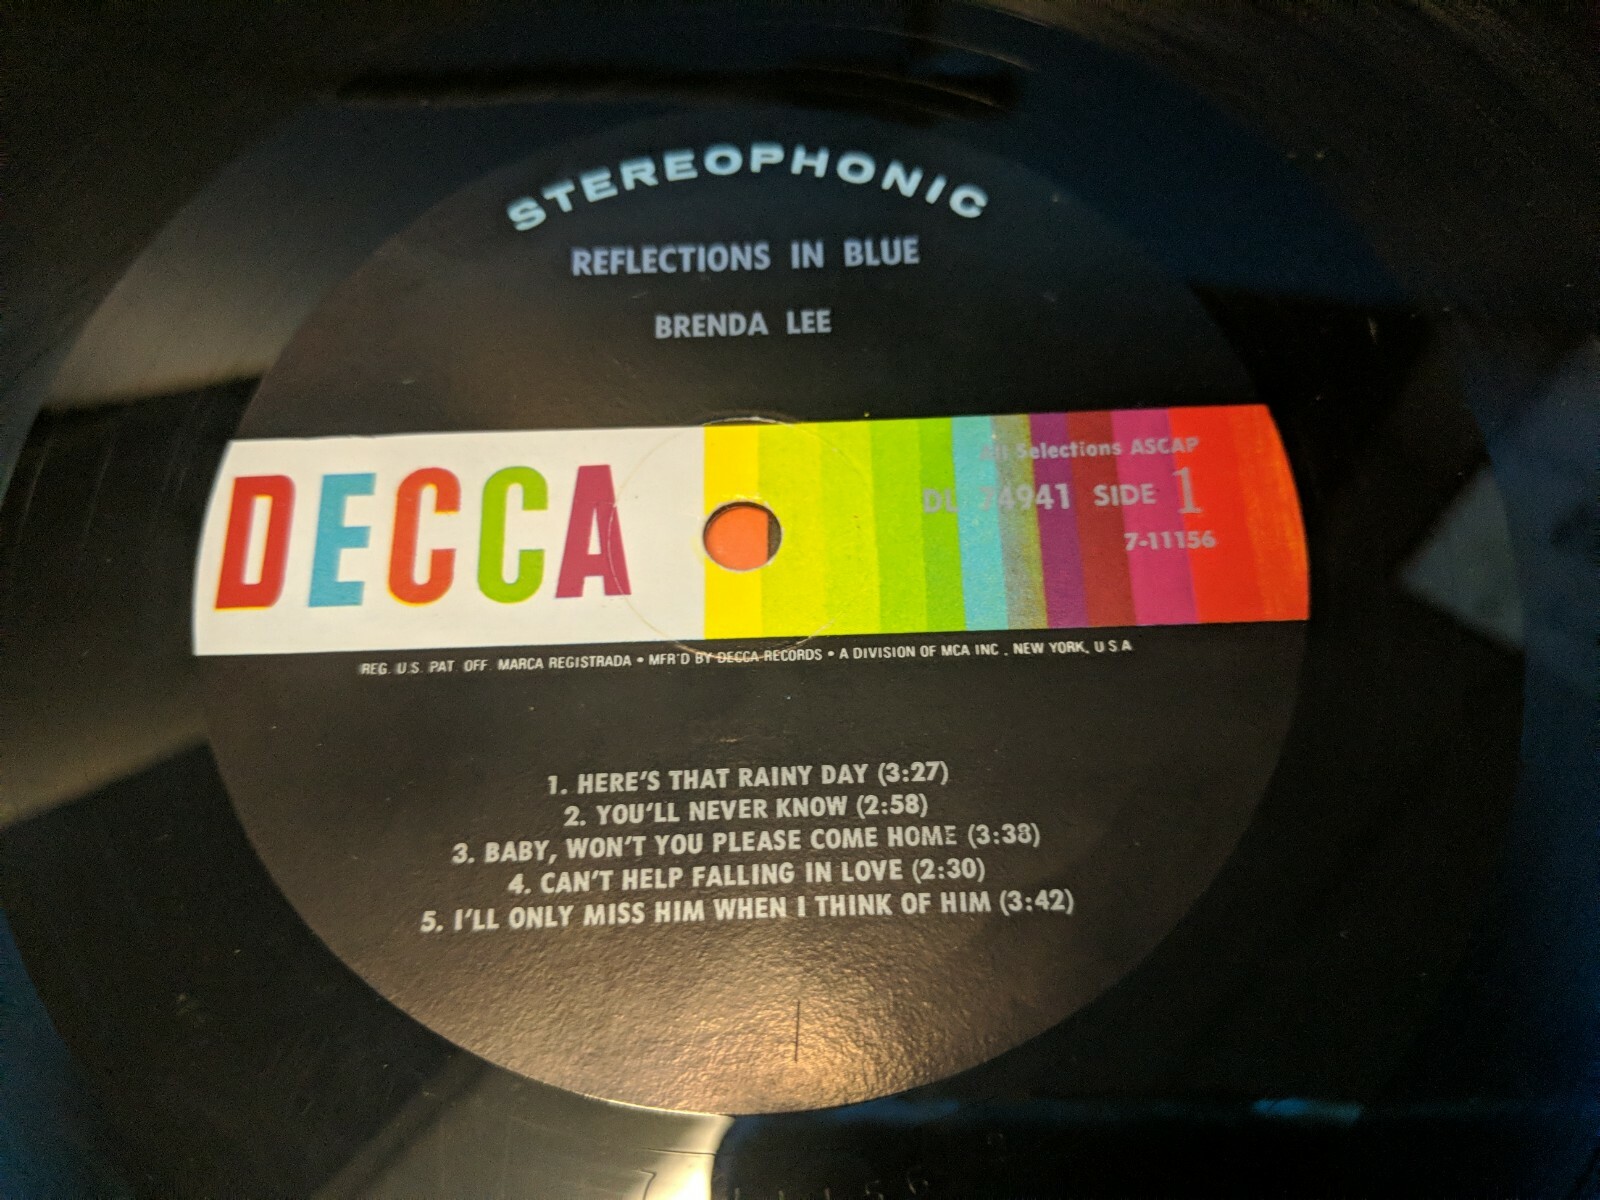 STEREOPHONIC
REFLECTIONS IN BLUE
BRENDA LEE
DECCA
All Selections ASCAP
DL 74941 SIDE 1
7-11156
REG. U.S. PAT. OFF. MARCA REGISTRADA • MFR'D BY DECCA RECORDS • A DIVISION OF MCA INC., NEW YORK, U S A
1. HERE'S THAT RAINY DAY (3:27)
2. YOU'LL NEVER KNOW (2:58)
3. BABY, WON'T YOU PLEASE COME HOME (3:38)
4. CAN'T HELP FALLING IN LOVE (2:30)
5. I'LL ONLY MISS HIM WHEN I THINK OF HIM (3:42)